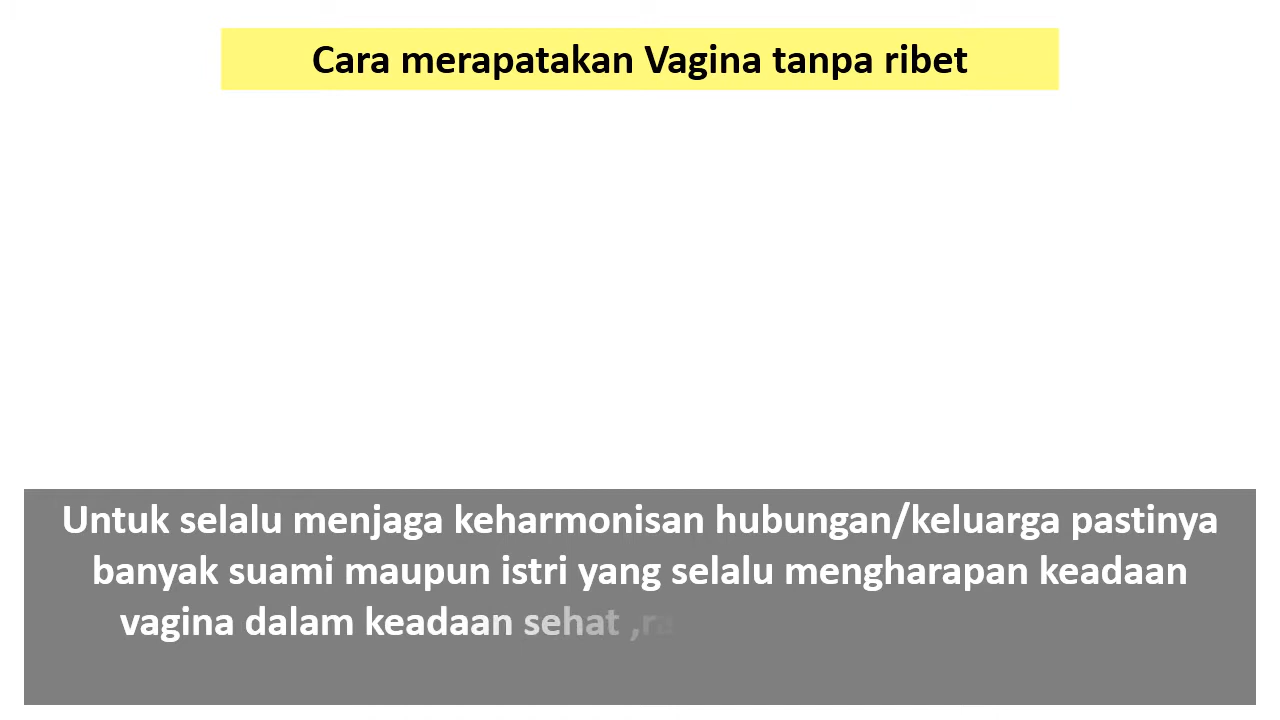 Cara merapatakan Vagina tanpa ribet
Untuk selalu menjaga keharmonisan hubungan/keluarga pastinya
banyak suami maupun istri yang selalu mengharapan keadaan
vagina dalam keadaan sehat ,ra